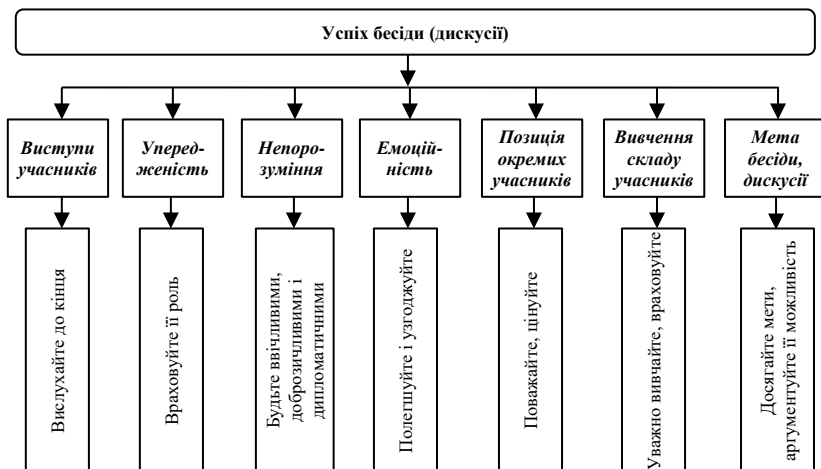 Успіх бесіди (дискусії)
Виступи
учасників
Уперед-
женість
Непоро-
зуміння
Емоцій-
ність
Позиція
окремих
учасників
Вивчення
складу
учасників
Мета
бесіди,
дискусії
Вислухайте до кінця
Враховуйте її роль
Будьте ввічливими,
доброзичливими і
дипломатичними
Полегшуйте і узгоджуйте
Поважайте, цінуйте
Уважно вивчайте, враховуйте
Досягайте мети,
аргументуйте її можливість